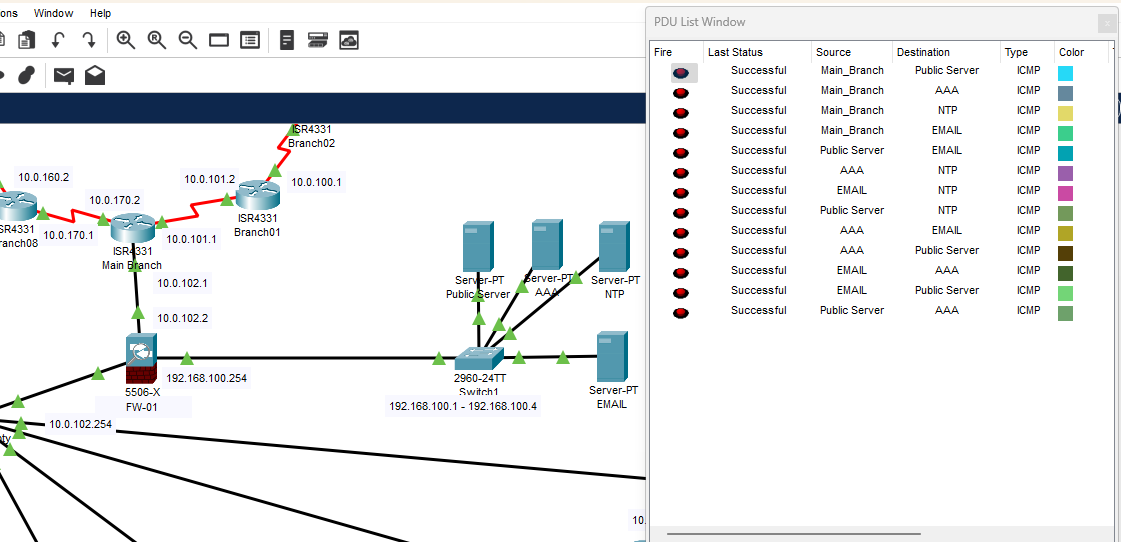 ons Window Help
PDU List Window
Fire Last Status Source Destination Type Color
Successful Main_Branch Public Server ICMP
Successful Main_Branch AAA ICMP
Successful Main_Branch NTP ICMP
Successful Main_Branch EMAIL ICMP
Successful Public Server EMAIL ICMP
Successful AAA NTP ICMP
Successful EMAIL NTP ICMP
Successful Public Server NTP ICMP
Successful AAA EMAIL ICMP
Successful AAA Public Server ICMP
Successful EMAIL AAA ICMP
Successful EMAIL Public Server ICMP
Successful Public Server AAA ICMP
ISR4331
Branch02
10.0.160.2
10.0.101.2
10.0.100.1
10.0.170.2
ISR4331
Branch01
SR4331
ranch08
10.0.170.1
10.0.101.1
ISR4331
Main Branch
10.0.102.1
10.0.102.2
Server-PT
Public Server
Server-PT
AAA
Server-PT
NTP
192.168.100.254
5506-X
FW-01
2960-24TT
Switch1
192.168.100.1 - 192.168.100.4
Server-PT
EMAIL
10.0.102.254
ty
10.